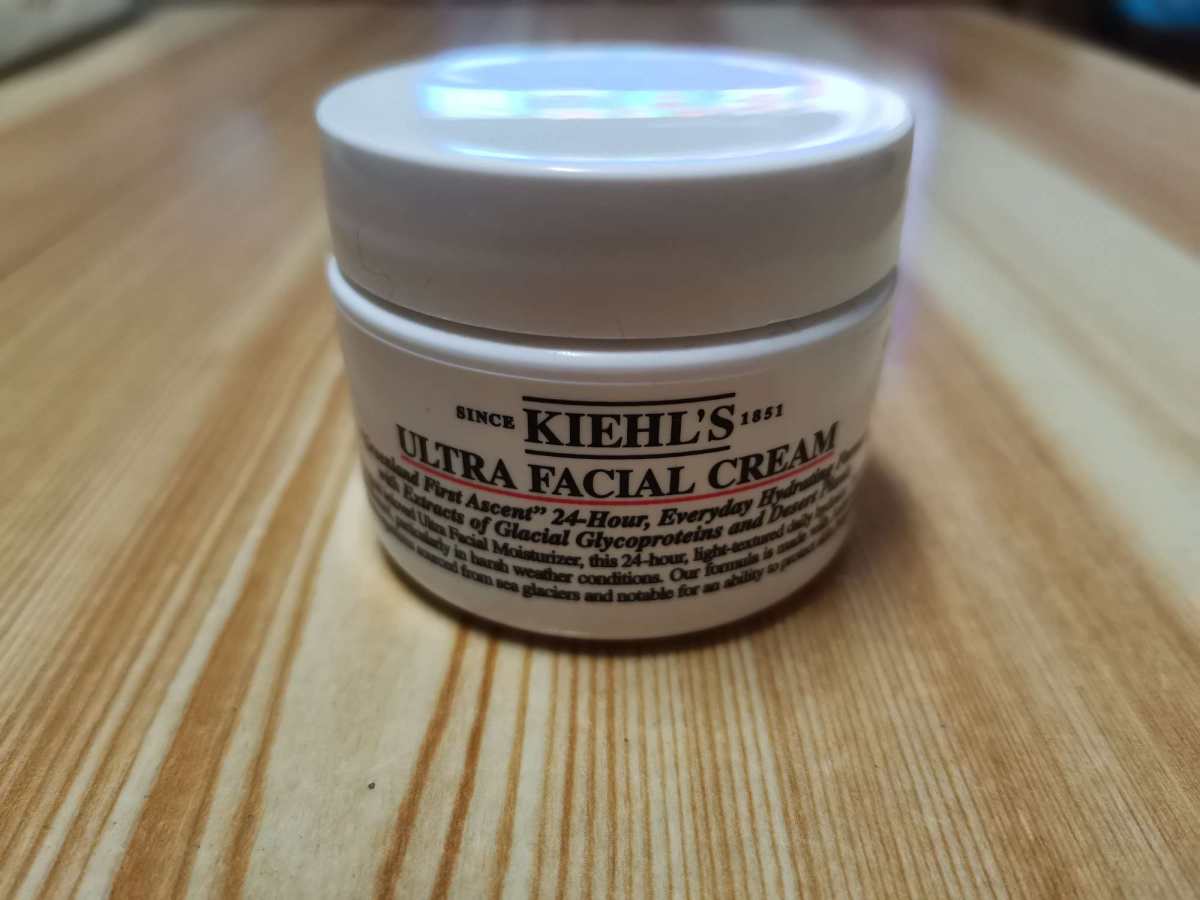 SINCE KIEHL'S 1851
ULTRA FACIAL CREAM
First Ascent" 24-Hour, Everyday Hydrating
with Extracts of Glacial Glycoproteins and Desert
Ultra Facial Moisturizer, this 24-hour, light-textured daily
particularly in harsh weather conditions. Our formula is made
sourced from sea glaciers and notable for an ability to